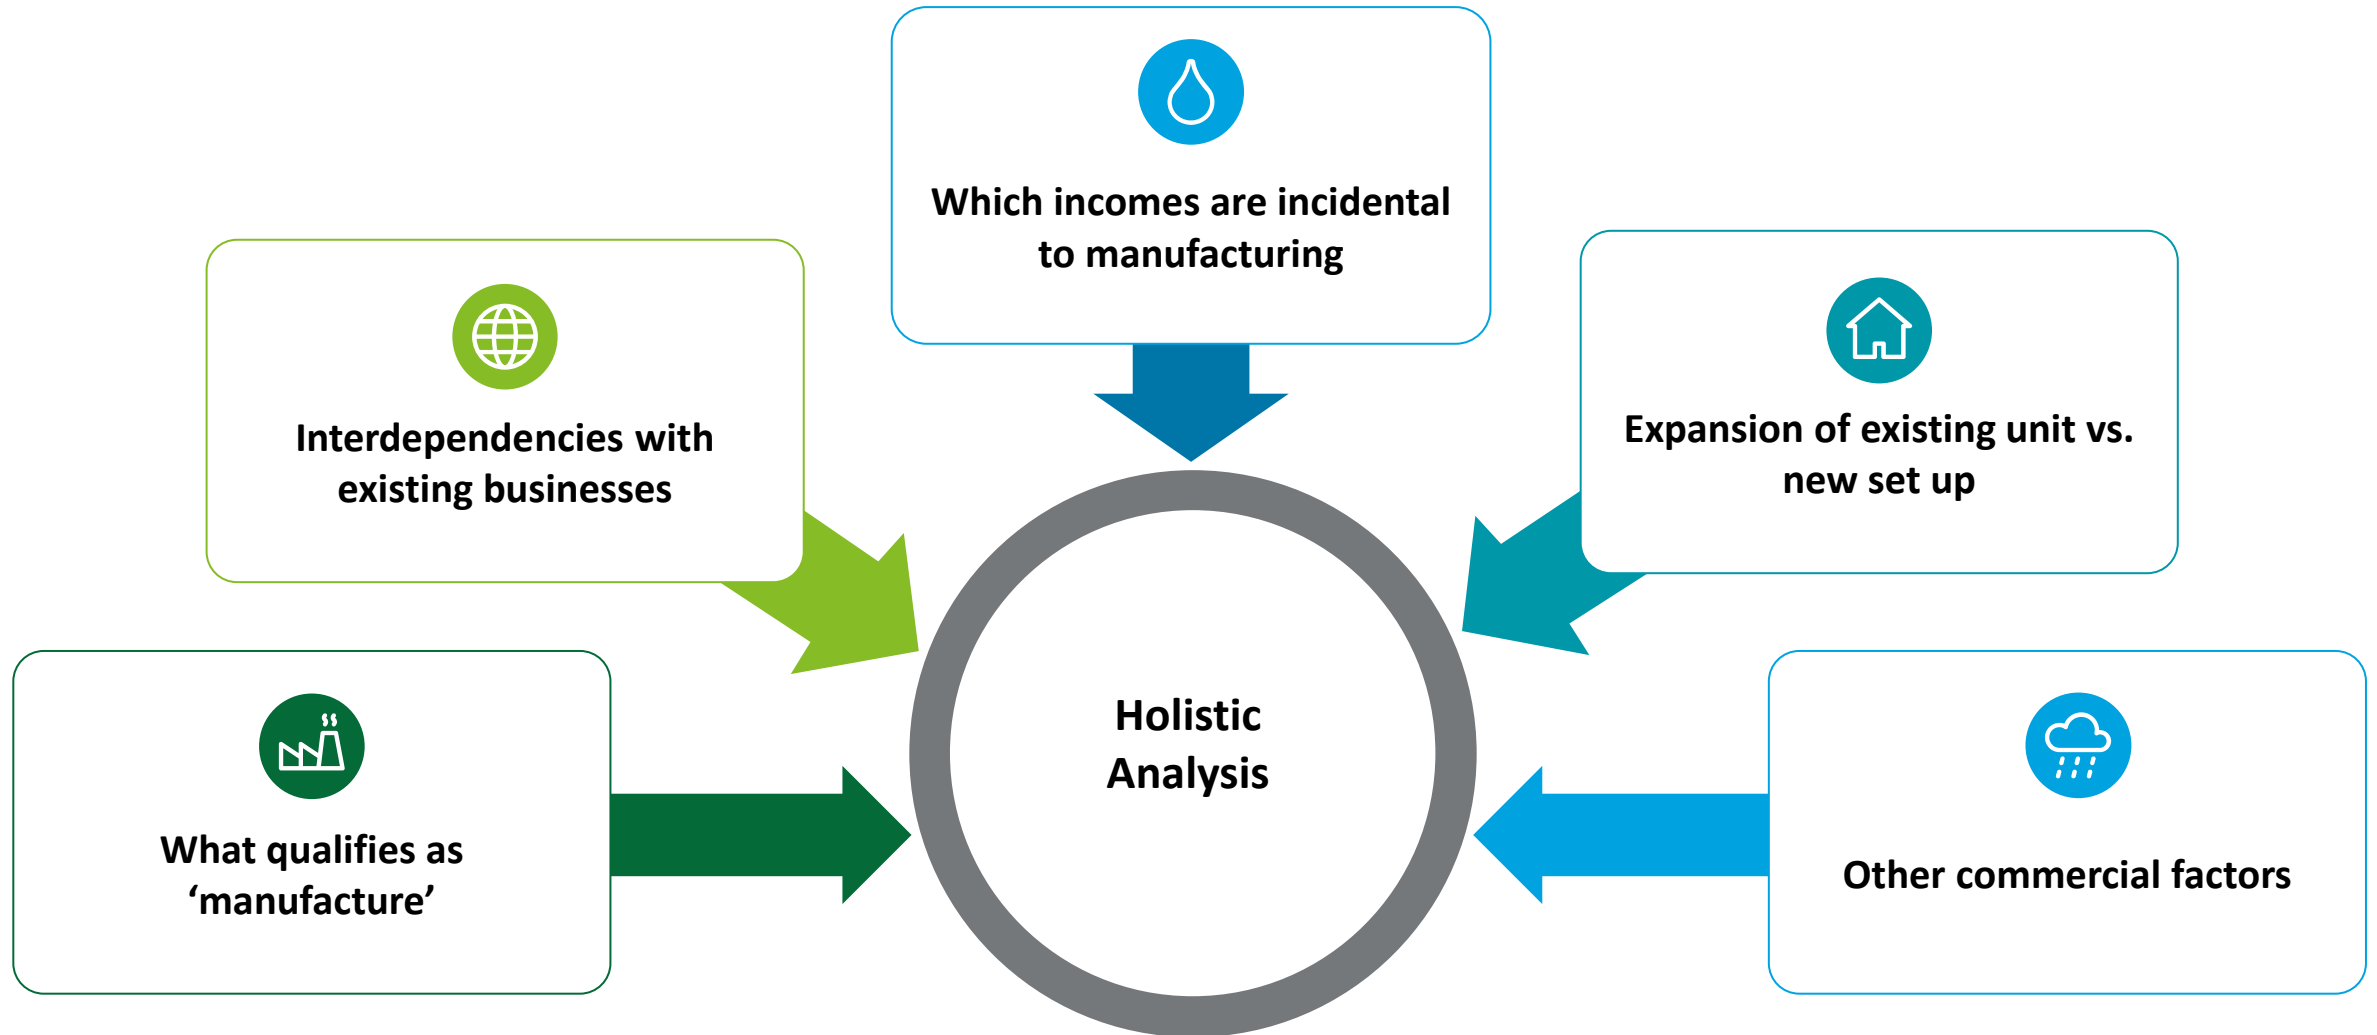 Which incomes are incidental
to manufacturing
Interdependencies with
existing businesses
Expansion of existing unit vs.
new set up
What qualifies as
‘manufacture’
Holistic
Analysis
Other commercial factors